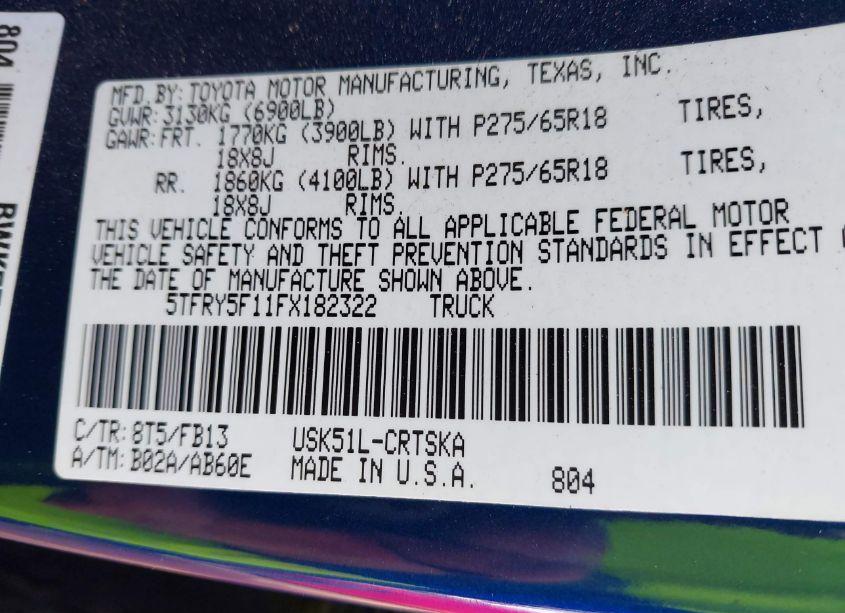 MFD.BY:TOYOTA MOTOR MANUFACTURING, TEXAS, INC.
GVWR:3130KG (6900LB)
GAWR:FRT. 1770KG (3900LB) WITH P275/65R18 TIRES,
18X8J RIMS.
RR. 1860KG (4100LB) WITH P275/65R18 TIRES,
18X8J RIMS.
THIS VEHICLE CONFORMS TO ALL APPLICABLE FEDERAL MOTOR
VEHICLE SAFETY AND THEFT PREVENTION STANDARDS IN EFFECT
THE DATE OF MANUFACTURE SHOWN ABOVE.
5TFRY5F11FX182322 TRUCK
C/TR:8T5/FB13 USK51L-CRTSKA
A/TM:B02A/AB60E MADE IN U.S.A. 804
804